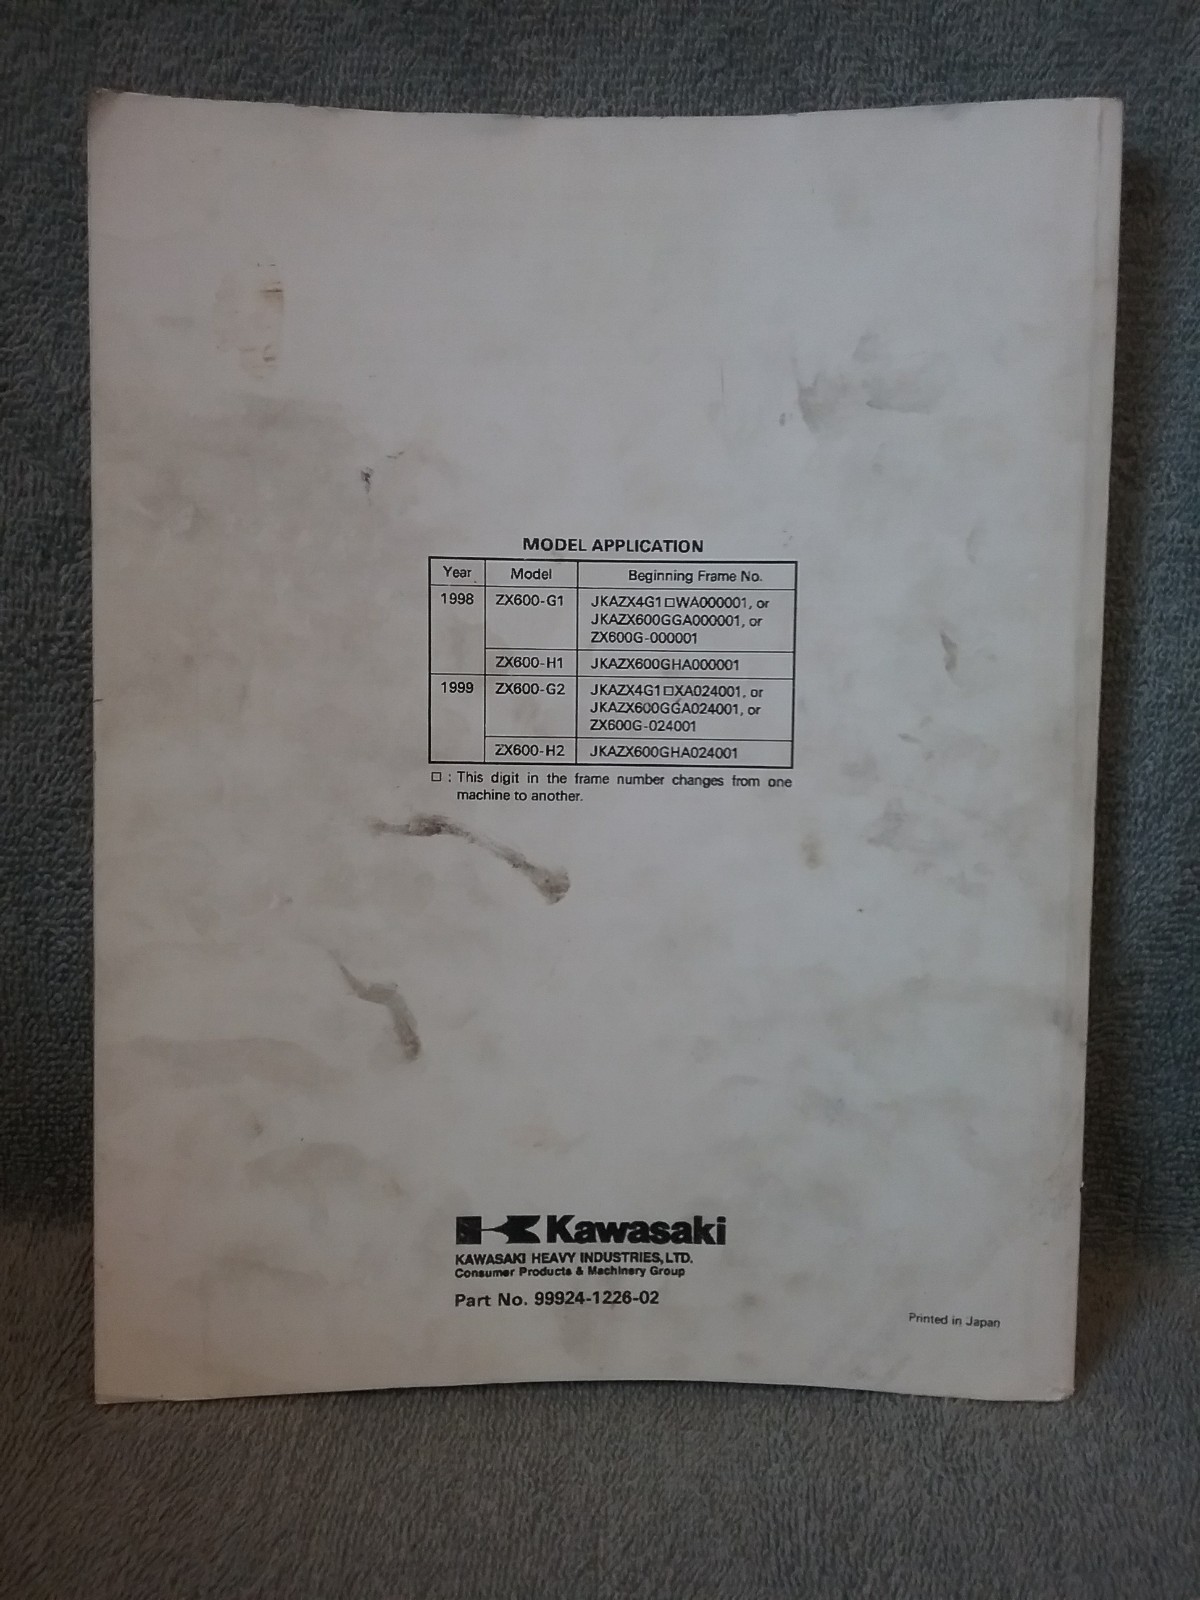 MODEL APPLICATION
Year Model Beginning Frame No.
1998 ZX600-G1 JKAZX4G1□WA000001, or
JKAZX600GGA000001, or
ZX600G-000001
ZX600-H1 JKAZX600GHA000001
1999 ZX600-G2 JKAZX4G1□XA024001, or
JKAZX600GGA024001, or
ZX600G-024001
ZX600-H2 JKAZX600GHA024001
□ : This digit in the frame number changes from one
machine to another.
Kawasaki
KAWASAKI HEAVY INDUSTRIES, LTD.
Consumer Products & Machinery Group
Part No. 99924-1226-02
Printed in Japan